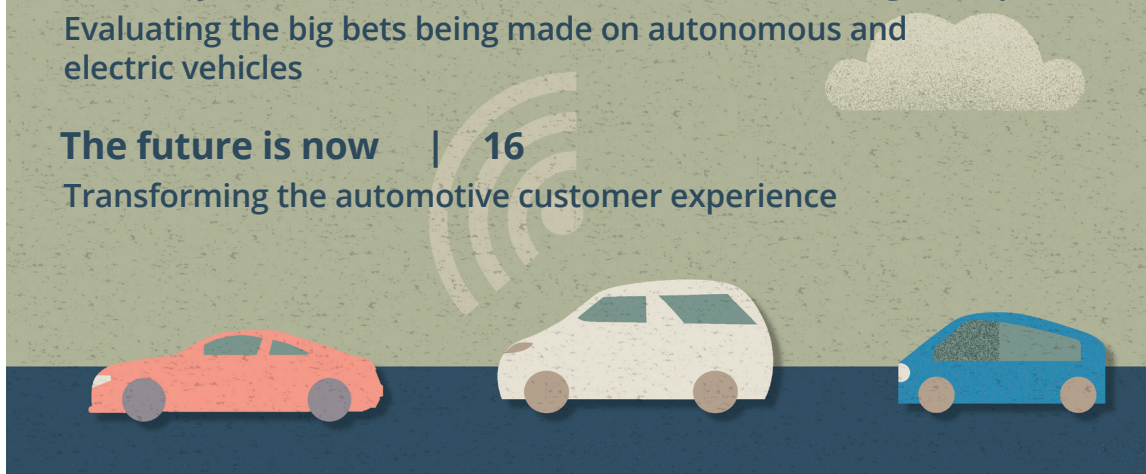 Evaluating the big bets being made on autonomous and
electric vehicles
The future is now | 16
Transforming the automotive customer experience